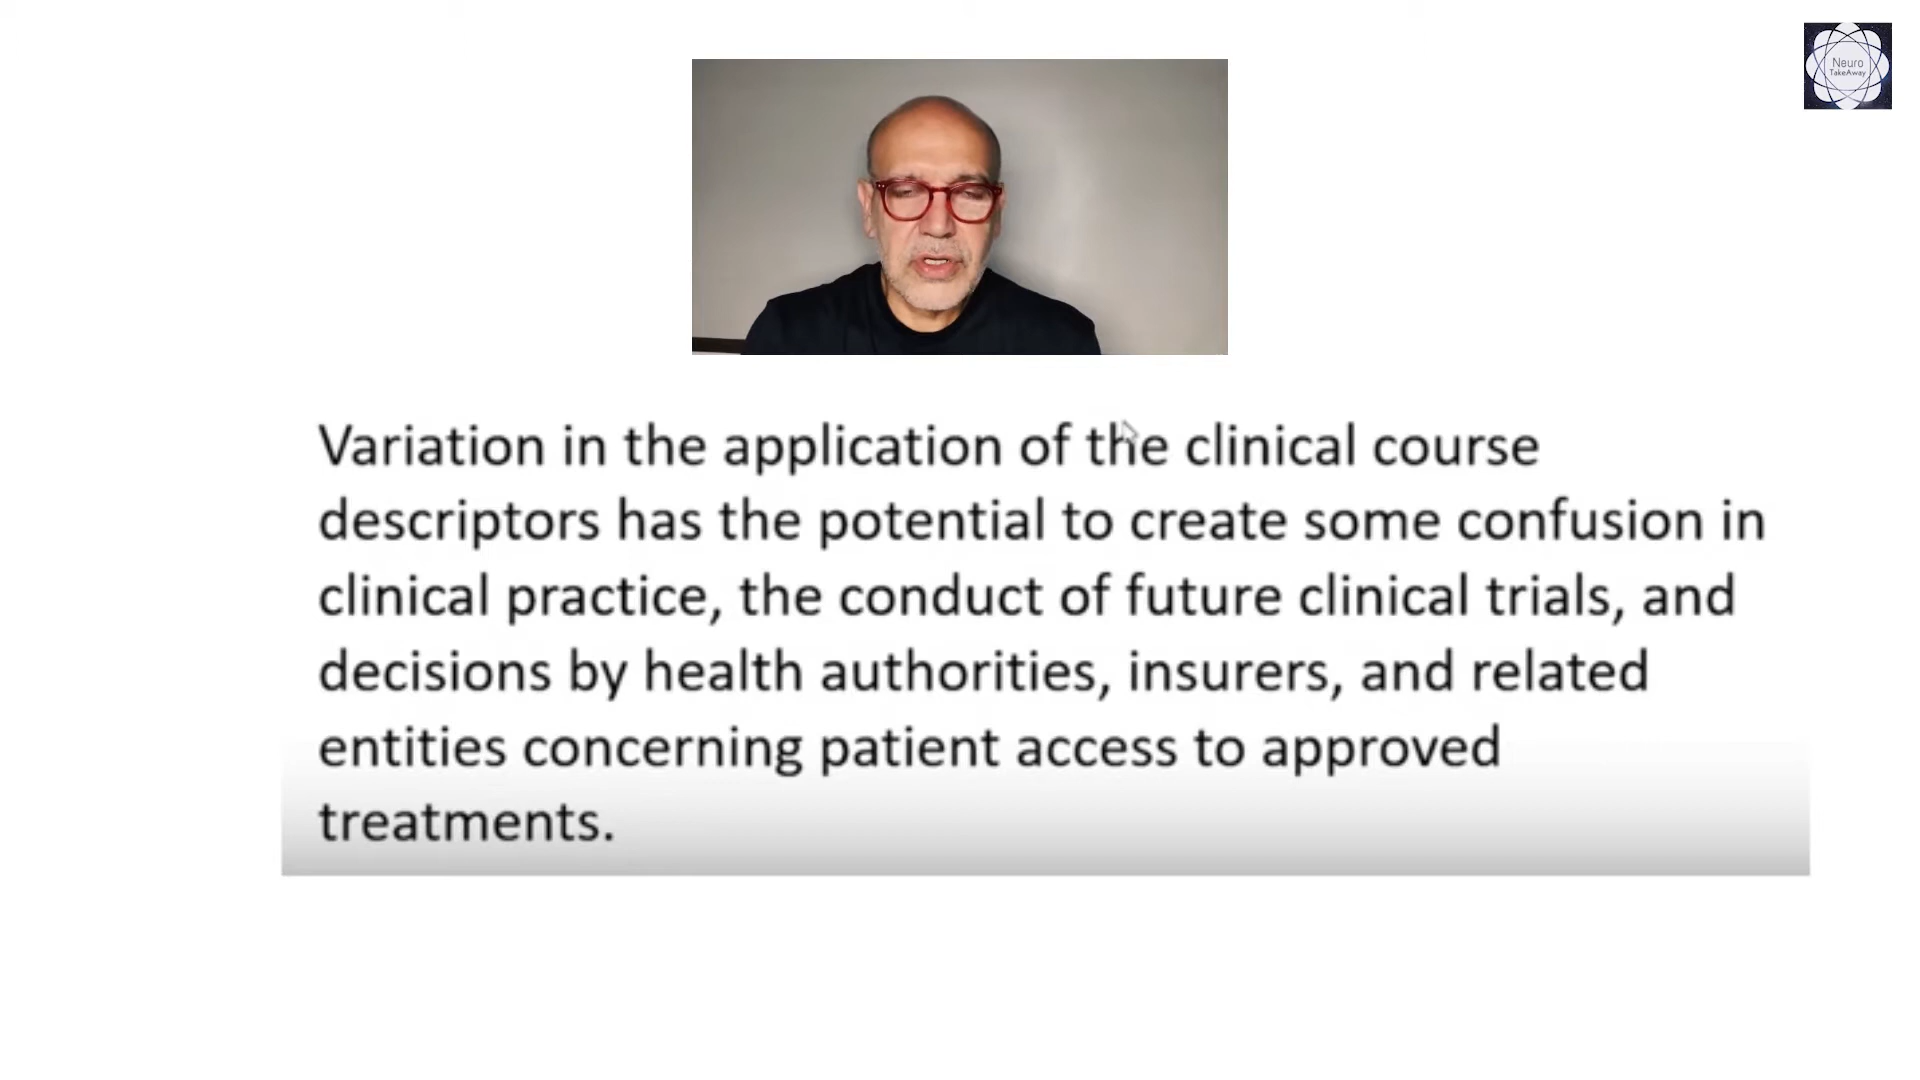 Neuro
TakeAway
Variation in the application of the clinical course
descriptors has the potential to create some confusion in
clinical practice, the conduct of future clinical trials, and
decisions by health authorities, insurers, and related
entities concerning patient access to approved
treatments.